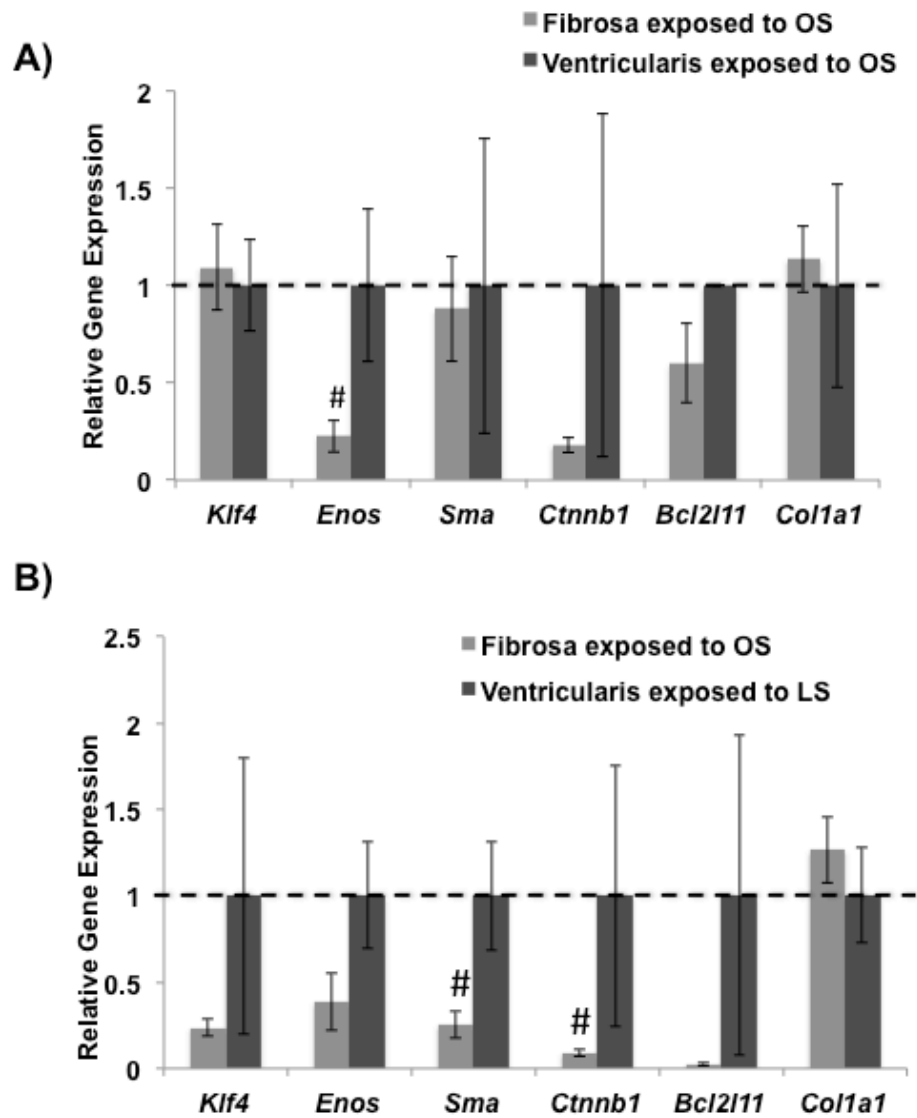 A)
Fibrosa exposed to OS
Ventricularis exposed to OS
Relative Gene Expression
2
1.5
1
0.5
0
#
Klf4 Enos Sma Ctnnb1 Bcl2l11 Col1a1
B)
Fibrosa exposed to OS
Ventricularis exposed to LS
Relative Gene Expression
2.5
2
1.5
1
0.5
0
# #
Klf4 Enos Sma Ctnnb1 Bcl2l11 Col1a1